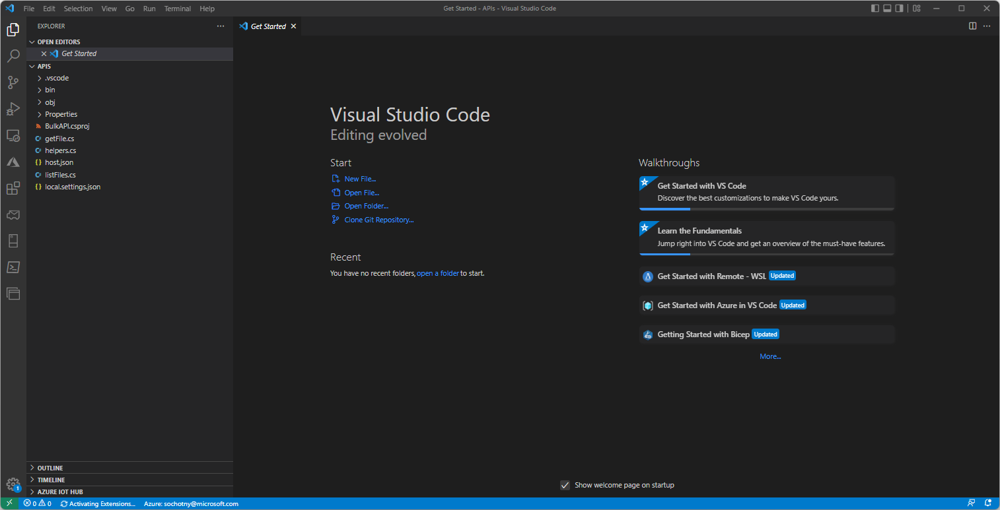 File Edit Selection View Go Run Terminal Help
Get Started - APIs - Visual Studio Code
EXPLORER
Get Started
OPEN EDITORS
Get Started
APIS
.vscode
bin
obj
Properties
BulkAPI.csproj
getFile.cs
helpers.cs
host.json
listFiles.cs
local.settings.json
OUTLINE
TIMELINE
AZURE IOT HUB
Visual Studio Code
Editing evolved
Start
New File...
Open File...
Open Folder...
Clone Git Repository...
Recent
You have no recent folders, open a folder to start.
Walkthroughs
Get Started with VS Code
Discover the best customizations to make VS Code yours.
Learn the Fundamentals
Jump right into VS Code and get an overview of the must-have features.
Get Started with Remote - WSL Updated
Get Started with Azure in VS Code Updated
Getting Started with Bicep Updated
More...
Show welcome page on startup
1
0 0 Activating Extensions... Azure: sochotny@microsoft.com